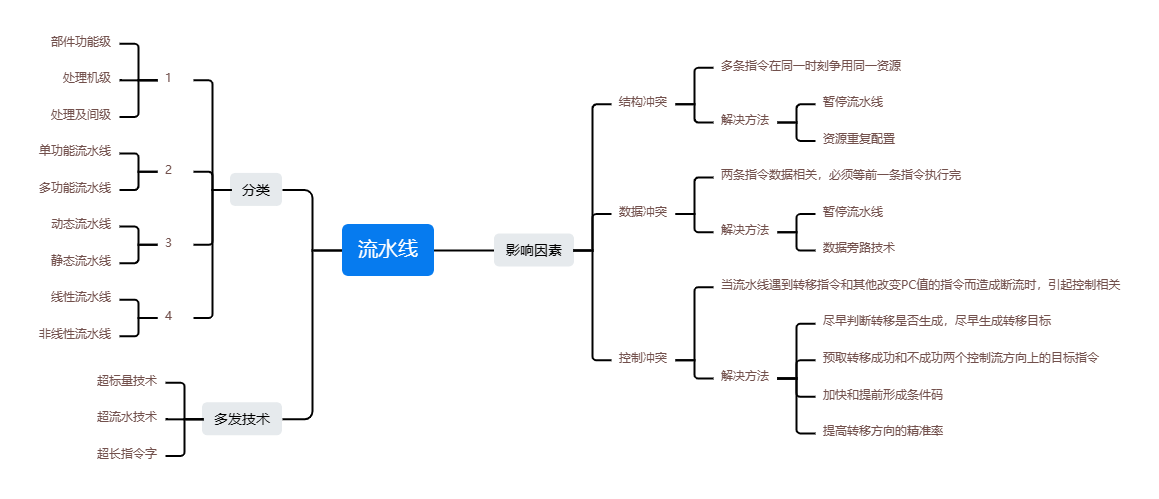 流水线
分类
1
部件功能级
处理机级
处理及间级
2
单功能流水线
多功能流水线
3
动态流水线
静态流水线
4
线性流水线
非线性流水线
多发技术
超标量技术
超流水技术
超长指令字
影响因素
结构冲突
多条指令在同一时刻争用同一资源
解决方法
暂停流水线
资源重复配置
数据冲突
两条指令数据相关，必须等前一条指令执行完
解决方法
暂停流水线
数据旁路技术
控制冲突
当流水线遇到转移指令和其他改变PC值的指令而造成断流时，引起控制相关
解决方法
尽早判断转移是否生成，尽早生成转移目标
预取转移成功和不成功两个控制流方向上的目标指令
加快和提前形成条件码
提高转移方向的精准率